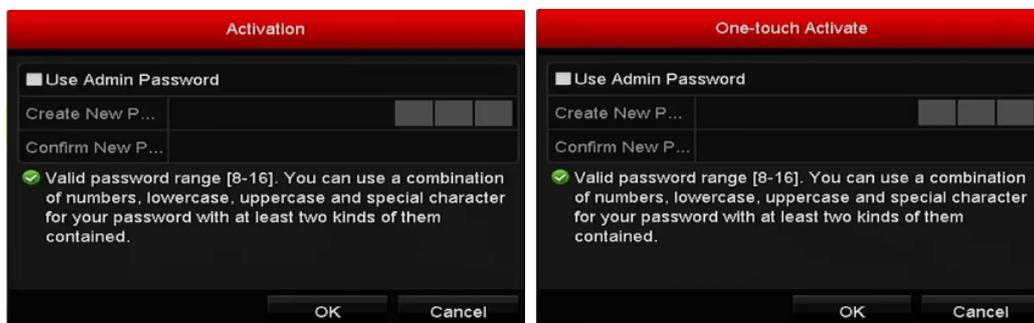 Activation
Use Admin Password
Create New P...
Confirm New P...
Valid password range [8-16]. You can use a combination
of numbers, lowercase, uppercase and special character
for your password with at least two kinds of them
contained.
OK Cancel
One-touch Activate
Use Admin Password
Create New P...
Confirm New P...
Valid password range [8-16]. You can use a combination
of numbers, lowercase, uppercase and special character
for your password with at least two kinds of them
contained.
OK Cancel